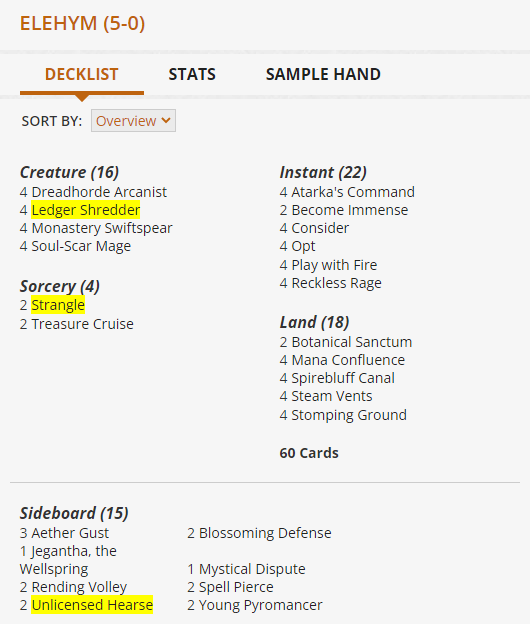 ELEHYM (5-0)
DECKLIST
STATS
SAMPLE HAND
SORT BY: Overview
Creature (16)
4 Dreadhorde Arcanist
4 Ledger Shredder
4 Monastery Swiftspear
4 Soul-Scar Mage
Sorcery (4)
2 Strangle
2 Treasure Cruise
Instant (22)
4 Atarka's Command
2 Become Immense
4 Consider
4 Opt
4 Play with Fire
4 Reckless Rage
Land (18)
2 Botanical Sanctum
4 Mana Confluence
4 Spirebluff Canal
4 Steam Vents
4 Stomping Ground
60 Cards
Sideboard (15)
3 Aether Gust
1 Jegantha, the
Wellspring
2 Rending Volley
2 Unlicensed Hearse
2 Blossoming Defense
1 Mystical Dispute
2 Spell Pierce
2 Young Pyromancer